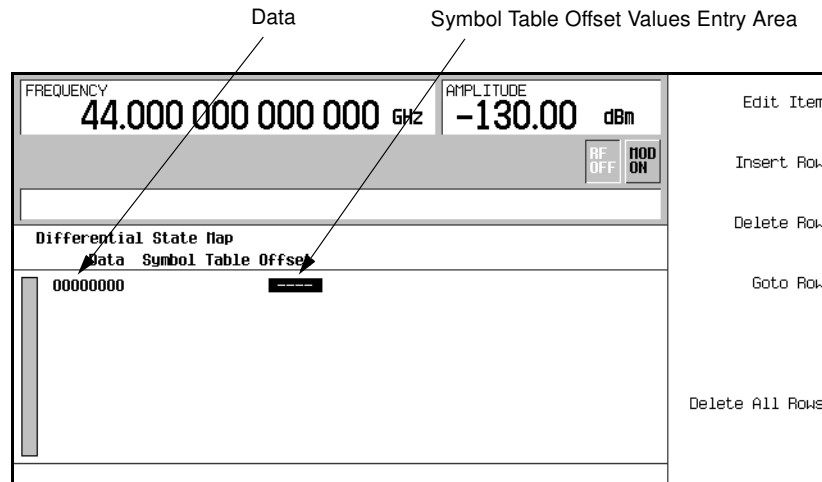 Data
Symbol Table Offset Values Entry Area
FREQUENCY
44.000 000 000 000 GHz
AMPLITUDE
-130.00 dBm
RF OFF
MOD ON
Differential State Map
Data Symbol Table Offset
00000000 ----
Edit Item
Insert Row
Delete Row
Goto Row
Delete All Rows